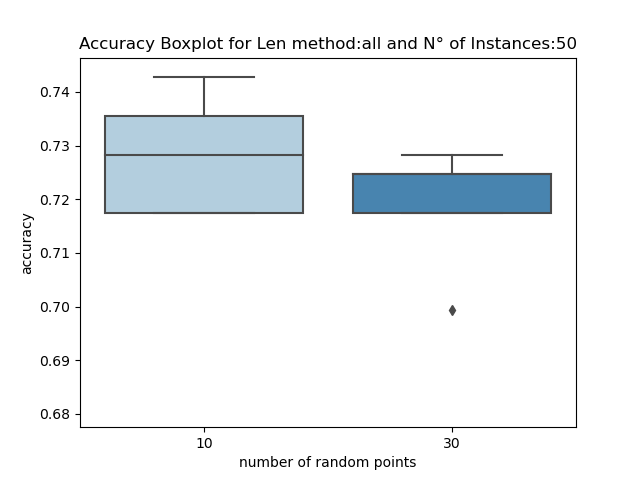 Accuracy Boxplot for Len method:all and N° of Instances:50
0.74
0.73
0.72
0.71
0.70
0.69
0.68
accuracy
10 30
number of random points